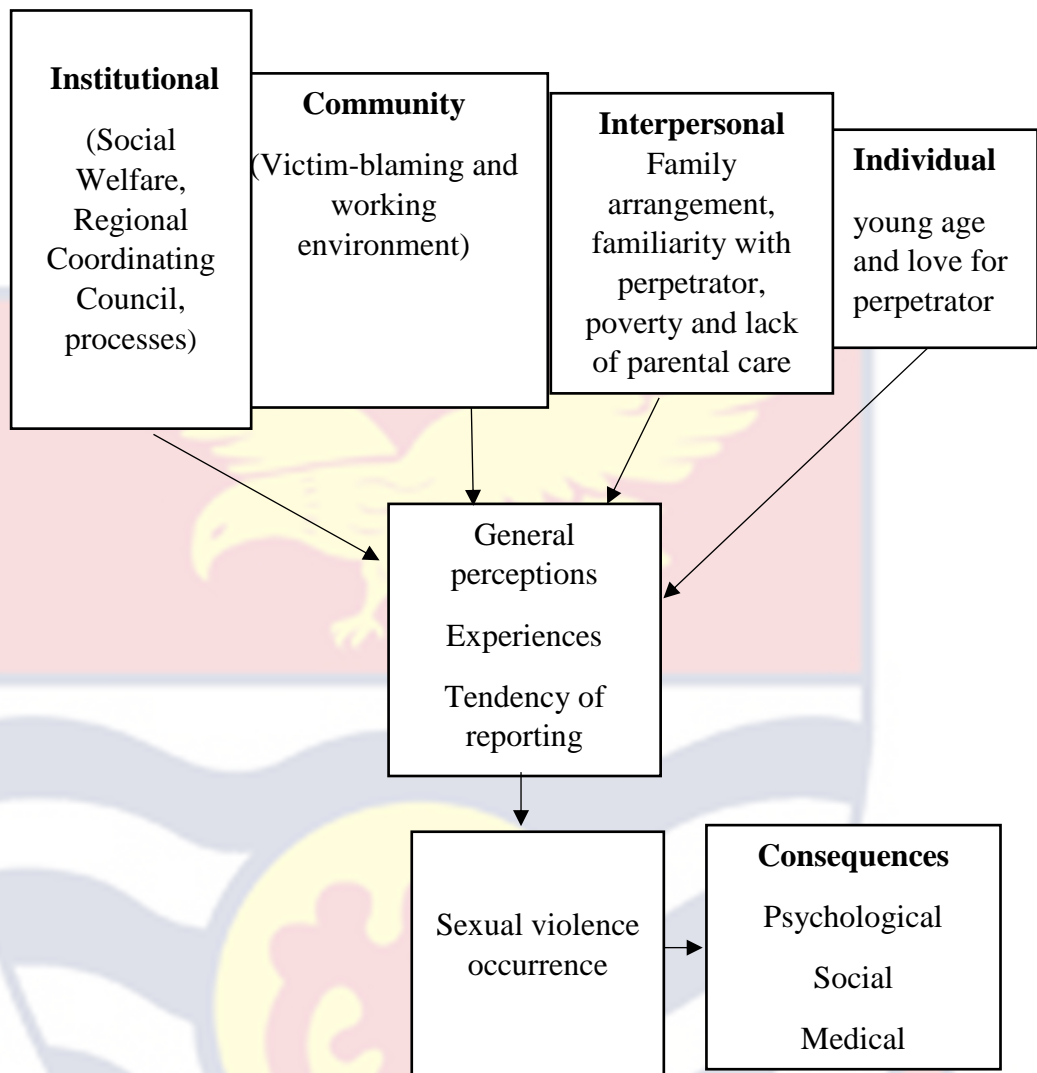 Institutional
(Social
Welfare,
Regional
Coordinating
Council,
processes)
Community
(Victim-blaming and
working
environment)
Interpersonal
Family
arrangement,
familiarity with
perpetrator,
poverty and lack
of parental care
Individual
young age
and love for
perpetrator
General
perceptions
Experiences
Tendency of
reporting
Sexual violence
occurrence
Consequences
Psychological
Social
Medical